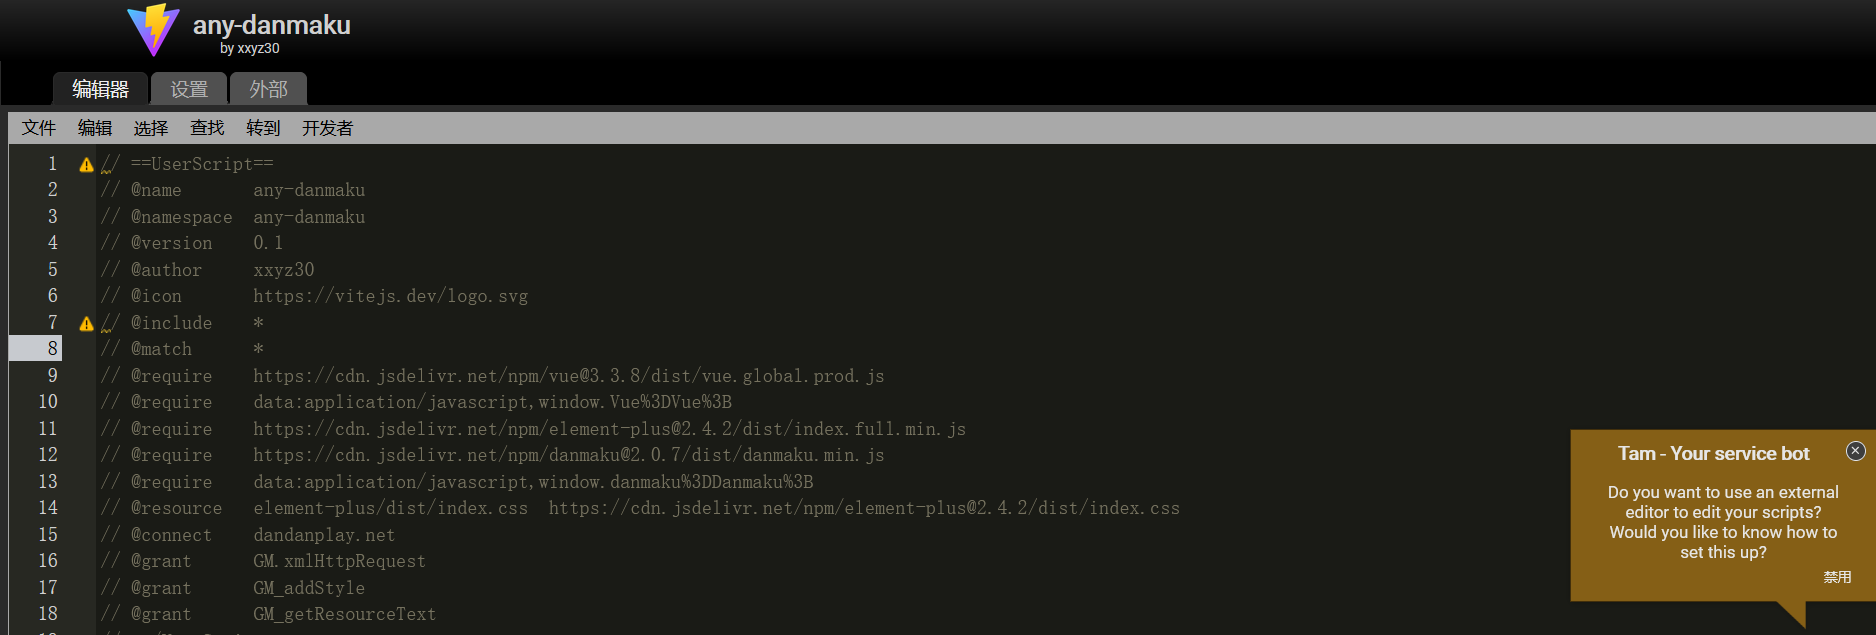 any-danmaku
by xxyz30
编辑器 设置 外部
文件 编辑 选择 查找 转到 开发者
1 // ==UserScript==
2 // @name any-danmaku
3 // @namespace any-danmaku
4 // @version 0.1
5 // @author xxyz30
6 // @icon https://vitejs.dev/logo.svg
7 // @include *
8 // @match *
9 // @require https://cdn.jsdelivr.net/npm/vue@3.3.8/dist/vue.global.prod.js
10 // @require data:application/javascript,window.Vue%3DVue%3B
11 // @require https://cdn.jsdelivr.net/npm/element-plus@2.4.2/dist/index.full.min.js
12 // @require https://cdn.jsdelivr.net/npm/danmaku@2.0.7/dist/danmaku.min.js
13 // @require data:application/javascript,window.danmaku%3DDanmaku%3B
14 // @resource element-plus/dist/index.css https://cdn.jsdelivr.net/npm/element-plus@2.4.2/dist/index.css
15 // @connect dandanplay.net
16 // @grant GM.xmlHttpRequest
17 // @grant GM_addStyle
18 // @grant GM_getResourceText
Tam - Your service bot
Do you want to use an external
editor to edit your scripts?
Would you like to know how to
set this up?
禁用